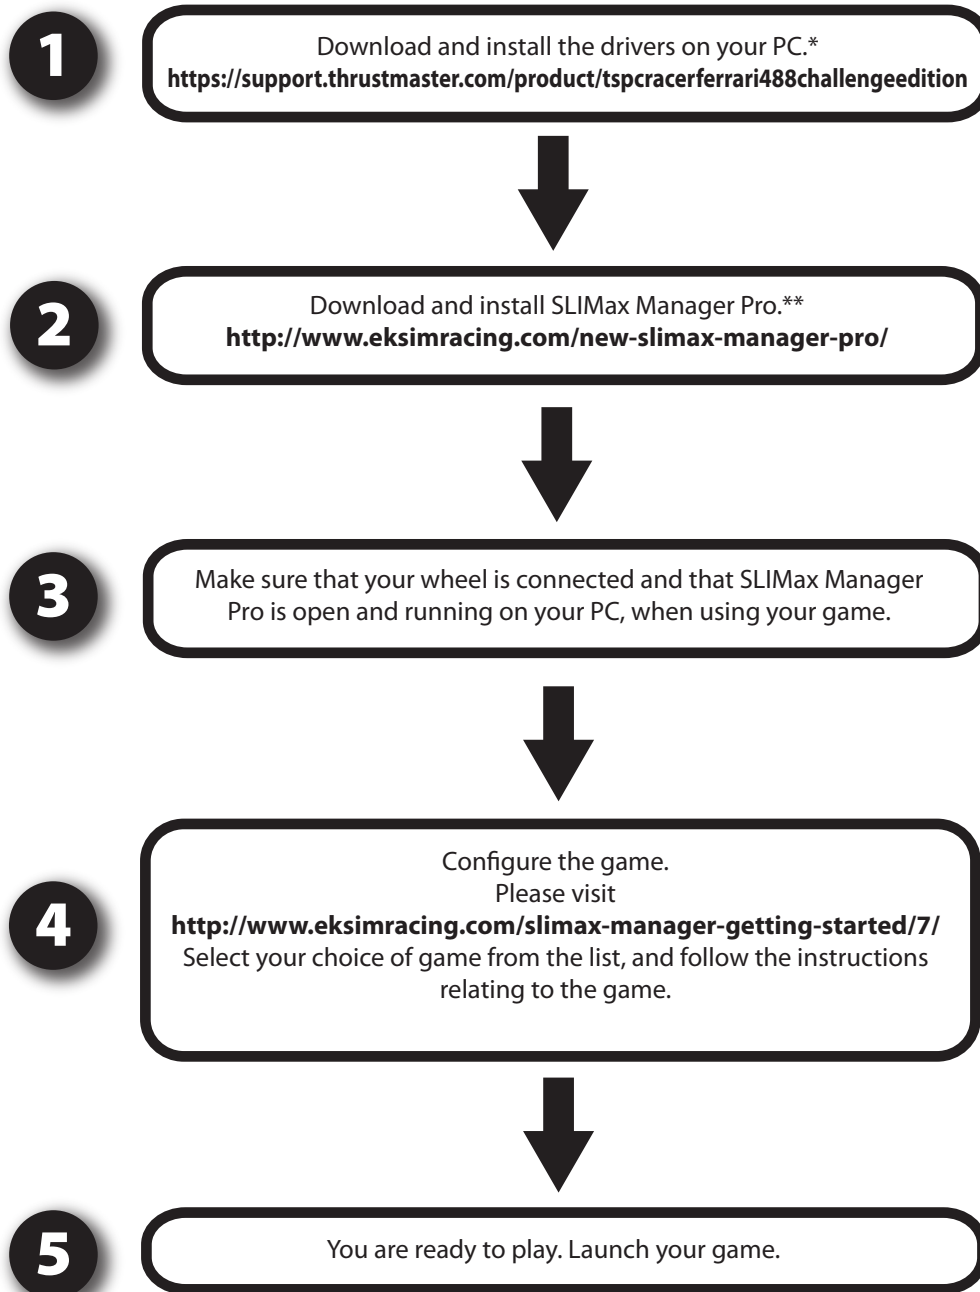 1
Download and install the drivers on your PC.*
https://support.thrustmaster.com/product/tspcracerferrari488challengeedition
2
Download and install SLIMax Manager Pro.**
http://www.eksimracing.com/new-slimax-manager-pro/
3
Make sure that your wheel is connected and that SLIMax Manager
Pro is open and running on your PC, when using your game.
4
Configure the game.
Please visit
http://www.eksimracing.com/slimax-manager-getting-started/7/
Select your choice of game from the list, and follow the instructions
relating to the game.
5
You are ready to play. Launch your game.